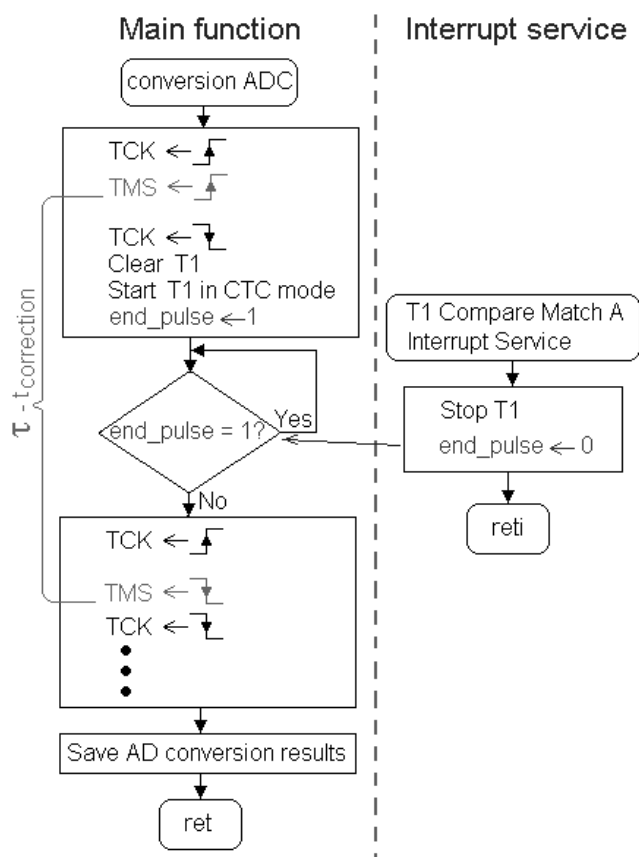 Main function
Interrupt service
conversion ADC
TCK ←
TMS ←
TCK ←
Clear T1
Start T1 in CTC mode
end_pulse ←1
τ - tcorrection
end_pulse = 1?
Yes
No
TCK ←
TMS ←
TCK ←
Save AD conversion results
ret
T1 Compare Match A
Interrupt Service
Stop T1
end_pulse ← 0
reti